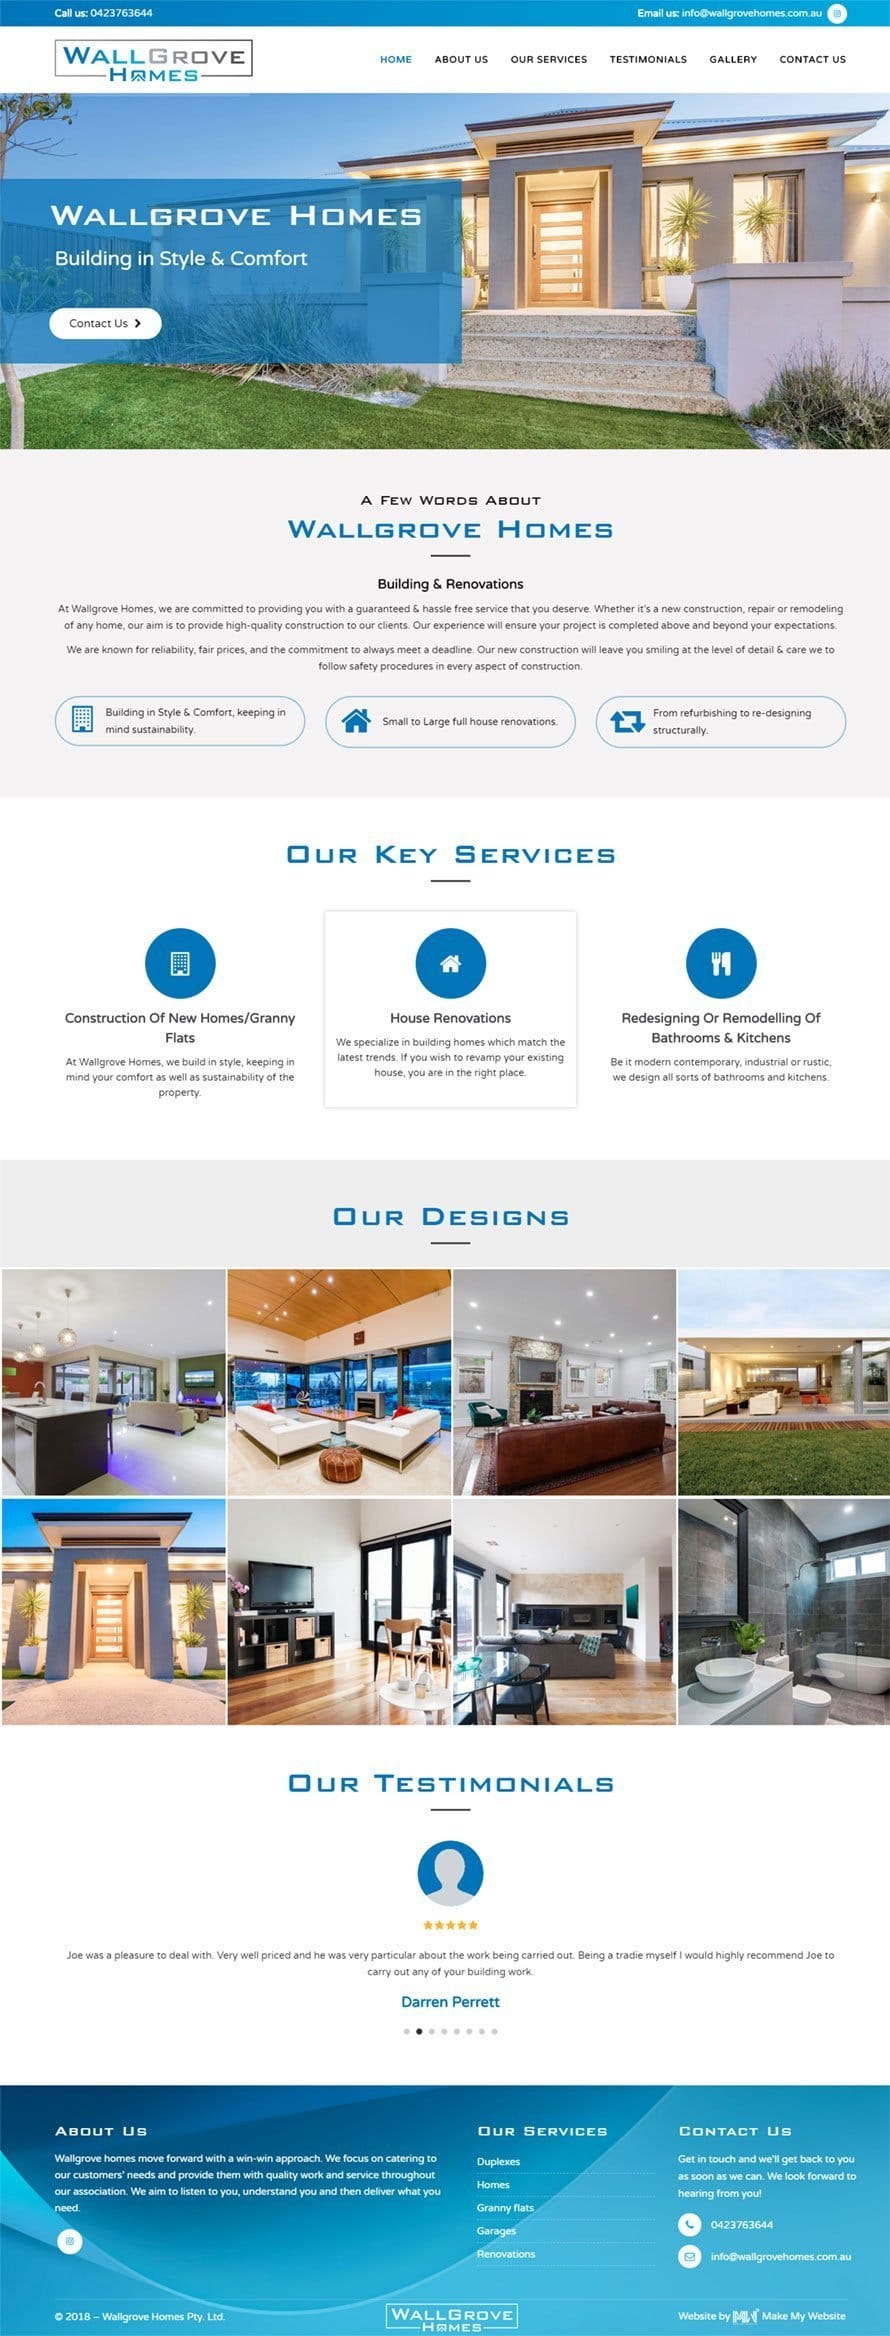 Call us: 0423763644
Email us: info@wallgrovehomes.com.au
WALLGROVE
HOMES
HOME
ABOUT US
OUR SERVICES
TESTIMONIALS
GALLERY
CONTACT US
Wallgrove Homes
Building in Style & Comfort
Contact Us
A Few Words About
Wallgrove Homes
Building & Renovations
At Wallgrove Homes, we are committed to providing you with a guaranteed & hassle free service that you deserve. Whether it's a new construction, repair or remodeling
of any home, our aim is to provide high-quality construction to our clients. Our experience will ensure your project is completed above and beyond your expectations.
We are known for reliability, fair prices, and the commitment to always meet a deadline. Our new construction will leave you smiling at the level of detail & care we to
follow safety procedures in every aspect of construction.
Building in Style & Comfort, keeping in
mind sustainability.
Small to Large full house renovations.
From refurbishing to re-designing
structurally.
Our Key Services
Construction Of New Homes/Granny
Flats
At Wallgrove Homes, we build in style, keeping in
mind your comfort as well as sustainability of the
property.
House Renovations
We specialize in building homes which match the
latest trends. If you wish to revamp your existing
house, you are in the right place.
Redesigning Or Remodelling Of
Bathrooms & Kitchens
Be it modern contemporary, industrial or rustic,
we design all sorts of bathrooms and kitchens.
Our Designs
Our Testimonials
Joe was a pleasure to deal with. Very well priced and he was very particular about the work being carried out. Being a tradie myself I would highly recommend Joe to
carry out any of your building work.
Darren Perrett
About Us
Wallgrove homes move forward with a win-win approach. We focus on catering to
our customers' needs and provide them with quality work and service throughout
our association. We aim to listen to you, understand you and then deliver what you
need.
Our Services
Duplexes
Homes
Granny flats
Garages
Renovations
Contact Us
Get in touch and we'll get back to you
as soon as we can. We look forward to
hearing from you!
0423763644
info@wallgrovehomes.com.au
© 2018 – Wallgrove Homes Pty. Ltd.
WALLGROVE
HOMES
Website by MMW Make My Website